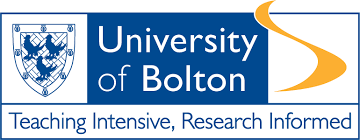 University
of Bolton
Teaching Intensive, Research Informed